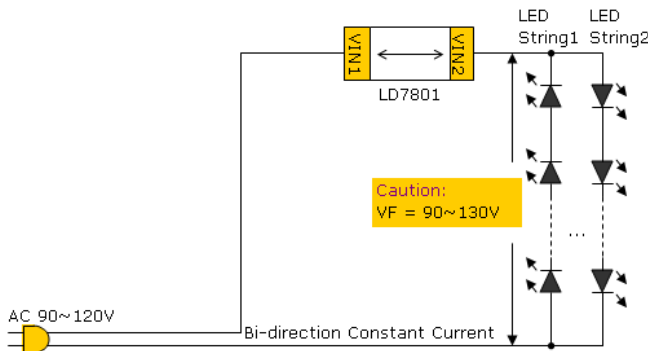 LED String1
LED String2
VIN1
VIN2
LD7801
Caution:
VF = 90~130V
...
AC 90~120V
Bi-direction Constant Current